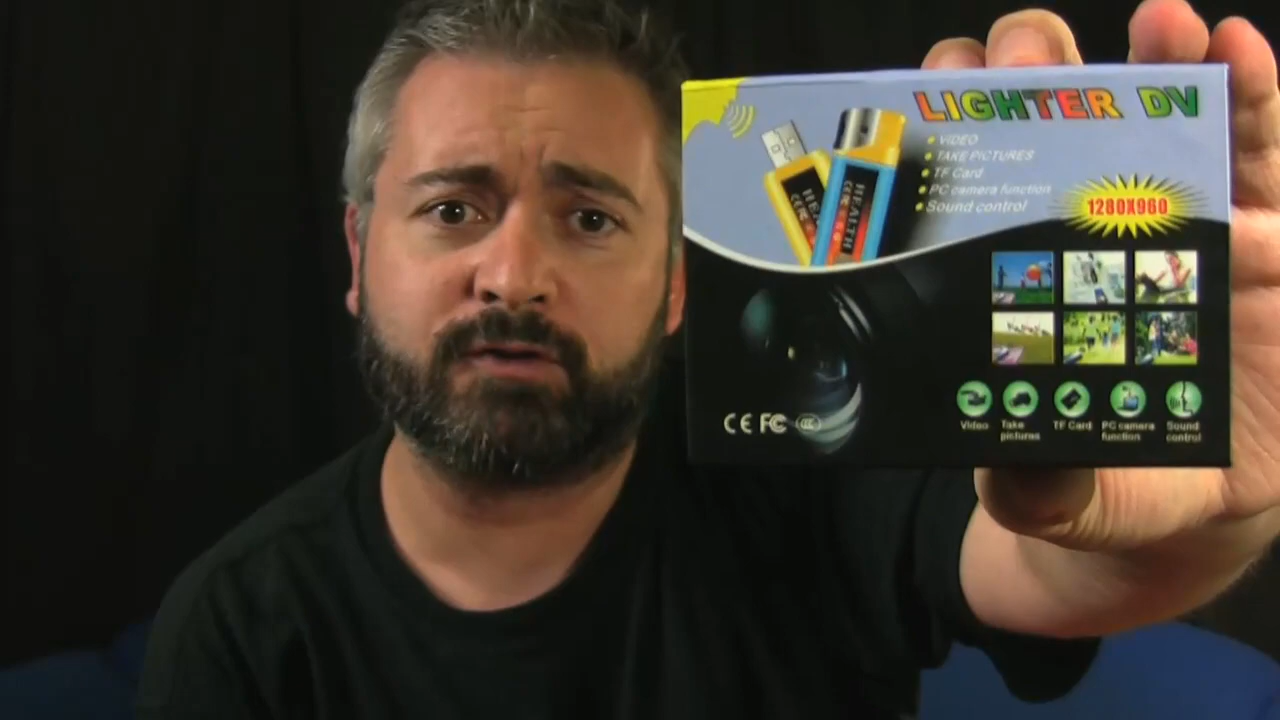 LIGHTER DV
VIDEO
TAKE PICTURES
TF Card
PC camera function
Sound control
1280X960
HEALTH
CE FC CCC
Video
Take pictures
TF Card
PC camera function
Sound control